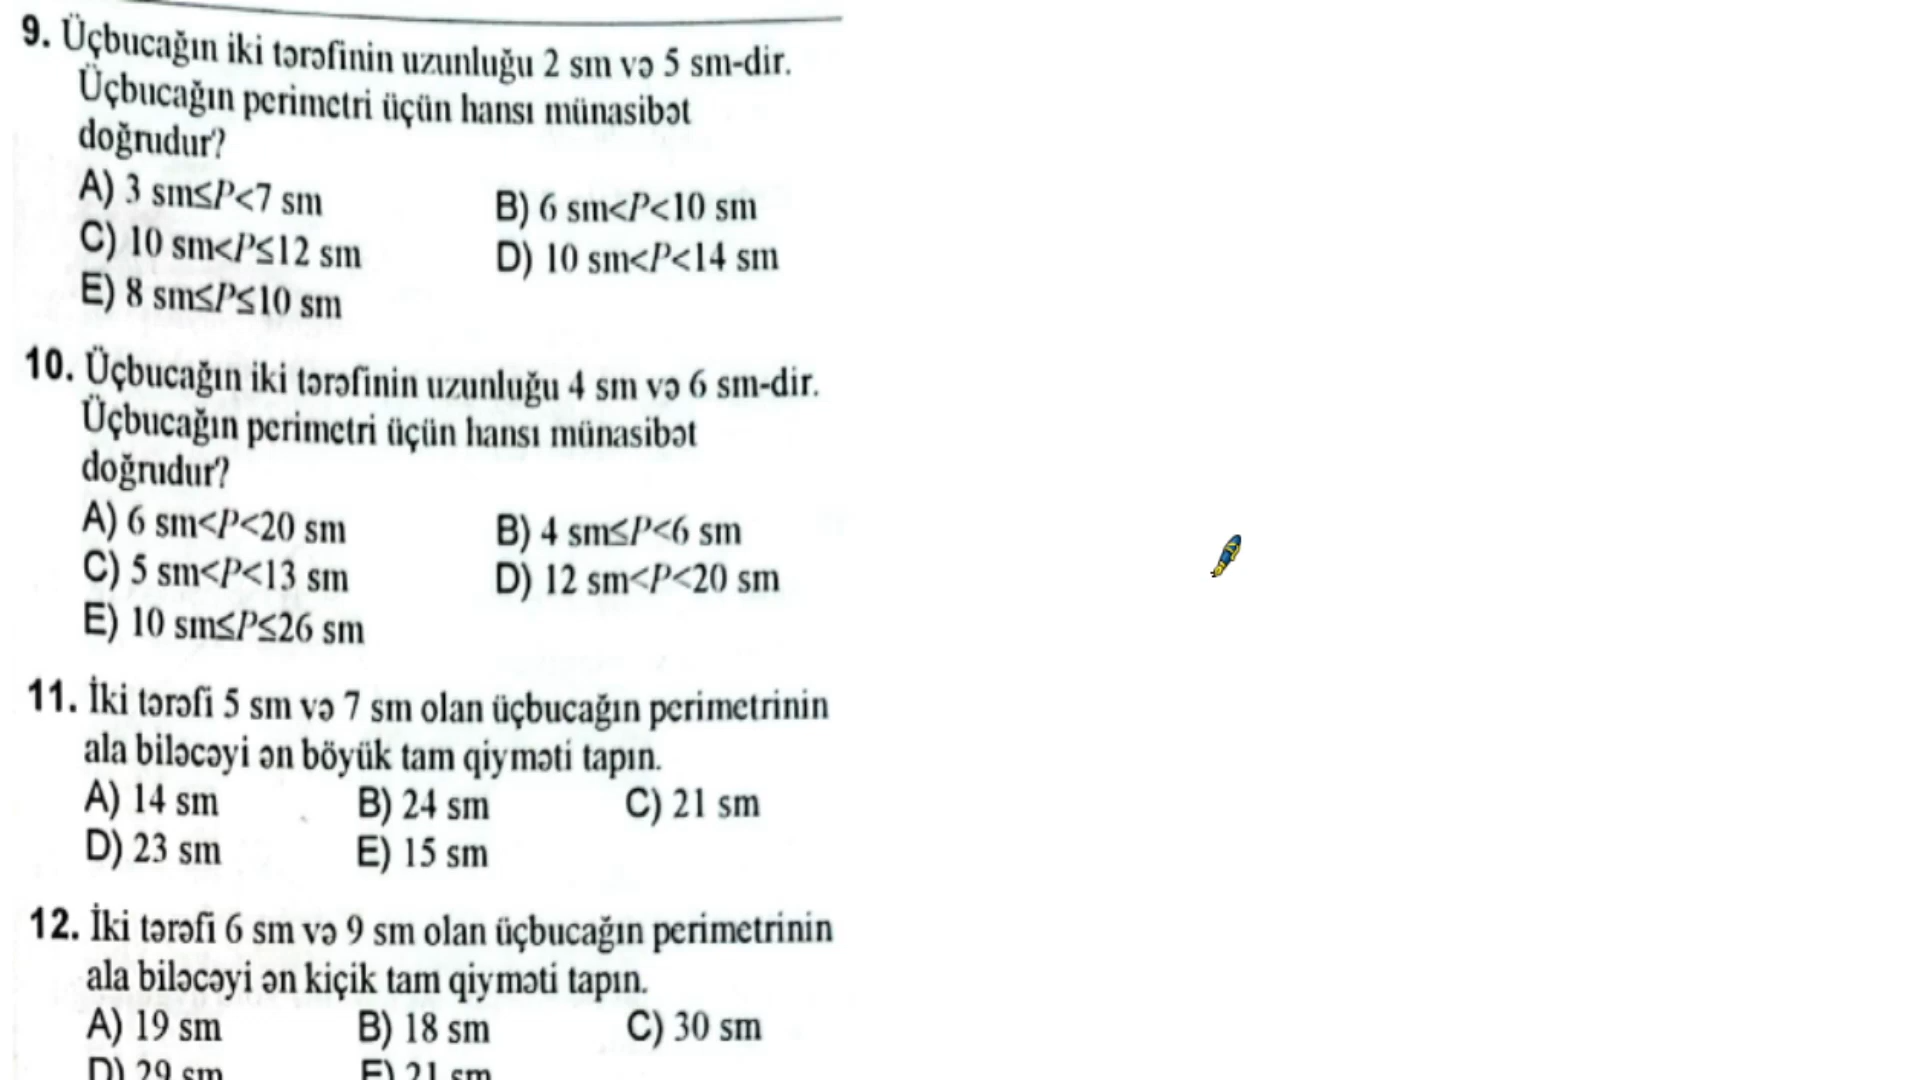 9. Üçbucağın iki tərəfinin uzunluğu 2 sm və 5 sm-dir.
Üçbucağın perimetri üçün hansı münasibət
doğrudur?
A) 3 sm≤P<7 sm B) 6 sm<P<10 sm
C) 10 sm<P≤12 sm D) 10 sm<P<14 sm
E) 8 sm≤P≤10 sm
10. Üçbucağın iki tərəfinin uzunluğu 4 sm və 6 sm-dir.
Üçbucağın perimetri üçün hansı münasibət
doğrudur?
A) 6 sm<P<20 sm B) 4 sm≤P<6 sm
C) 5 sm<P<13 sm D) 12 sm<P<20 sm
E) 10 sm≤P≤26 sm
11. İki tərəfi 5 sm və 7 sm olan üçbucağın perimetrinin
ala biləcəyi ən böyük tam qiyməti tapın.
A) 14 sm B) 24 sm C) 21 sm
D) 23 sm E) 15 sm
12. İki tərəfi 6 sm və 9 sm olan üçbucağın perimetrinin
ala biləcəyi ən kiçik tam qiyməti tapın.
A) 19 sm B) 18 sm C) 30 sm
D) 29 sm E) 21 sm